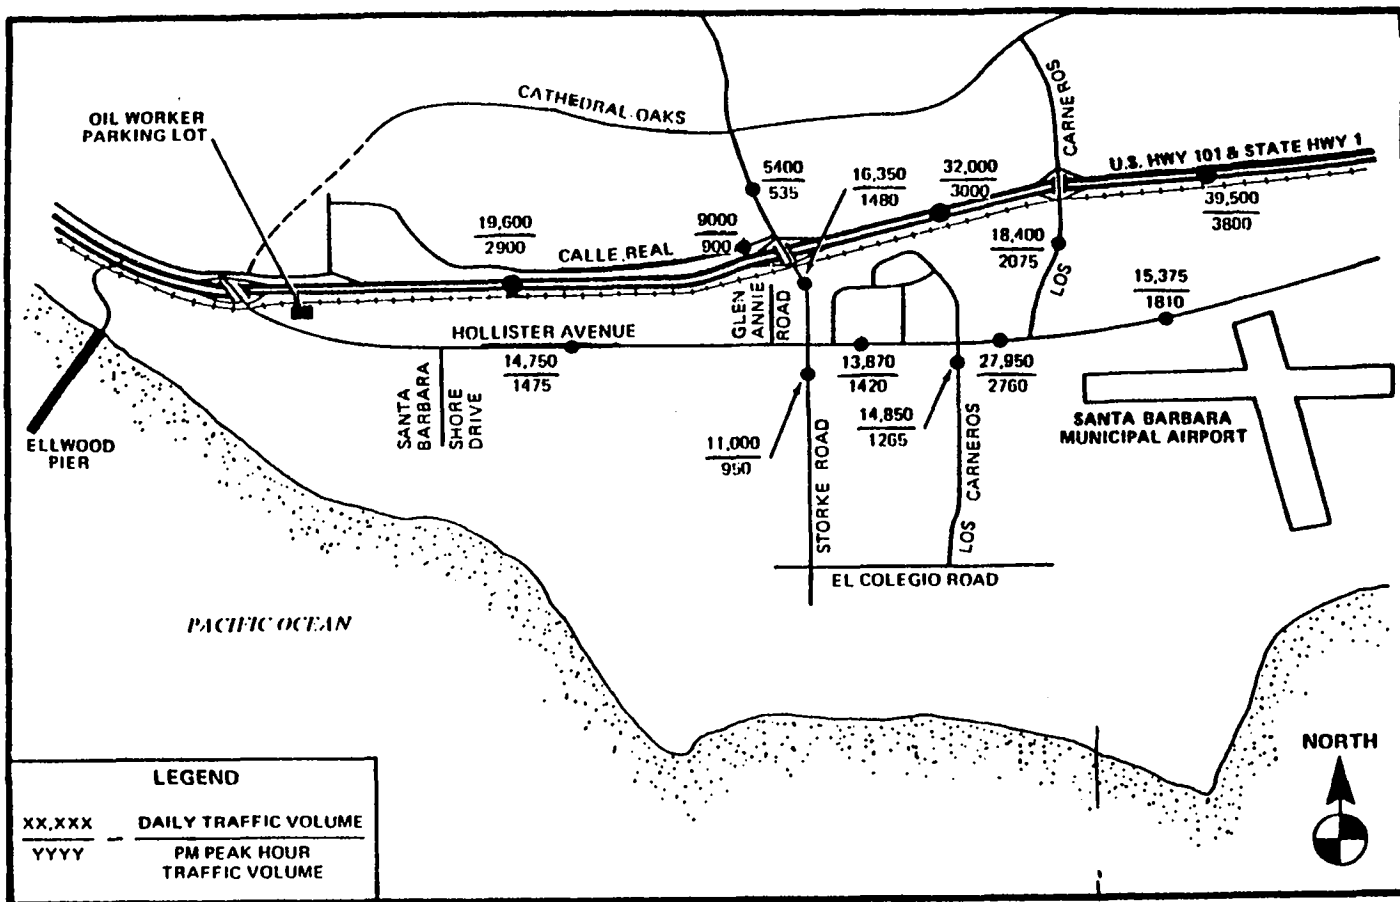 CATHEDRAL OAKS
OIL WORKER
PARKING LOT
LOS CARNEROS
U.S. HWY 101 & STATE HWY 1
5400
535
16,350
1480
32,000
3000
39,500
3800
19,600
2900
9000
900
CALLE REAL
18,400
2075
15,375
1810
GLEN
ANNIE
ROAD
HOLLISTER AVENUE
14,750
1475
13,870
1420
27,950
2760
SANTA
BARBARA
SHORE
DRIVE
14,850
1265
11,000
950
ELLWOOD
PIER
SANTA BARBARA
MUNICIPAL AIRPORT
STORKE ROAD
LOS CARNEROS
EL COLEGIO ROAD
PACIFIC OCEAN
NORTH
LEGEND
XX,XXX
YYYY
–
DAILY TRAFFIC VOLUME
PM PEAK HOUR
TRAFFIC VOLUME